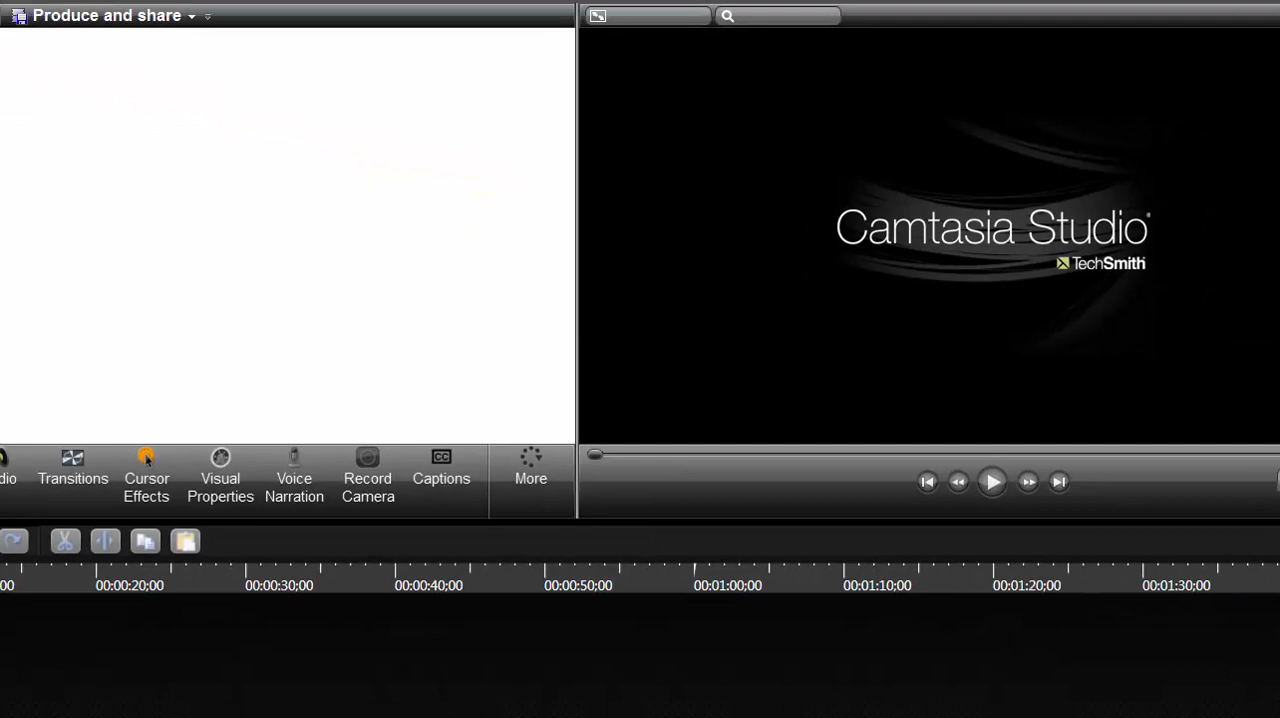 Produce and share
Camtasia Studio®
TechSmith
dio
Transitions
Cursor
Effects
Visual
Properties
Voice
Narration
Record
Camera
CC
Captions
More
00
00:00:20;00
00:00:30;00
00:00:40;00
00:00:50;00
00:01:00;00
00:01:10;00
00:01:20;00
00:01:30;00